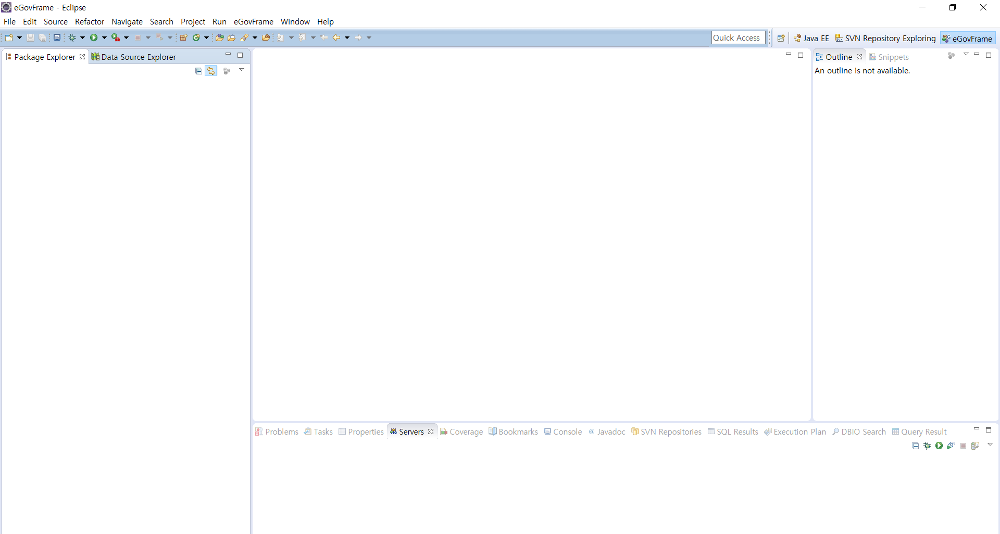 eGovFrame - Eclipse
File Edit Source Refactor Navigate Search Project Run eGovFrame Window Help
Quick Access Java EE SVN Repository Exploring eGovFrame
Package Explorer Data Source Explorer
Outline Snippets
An outline is not available.
Problems Tasks Properties Servers Coverage Bookmarks Console @ Javadoc SVN Repositories SQL Results Execution Plan DBIO Search Query Result